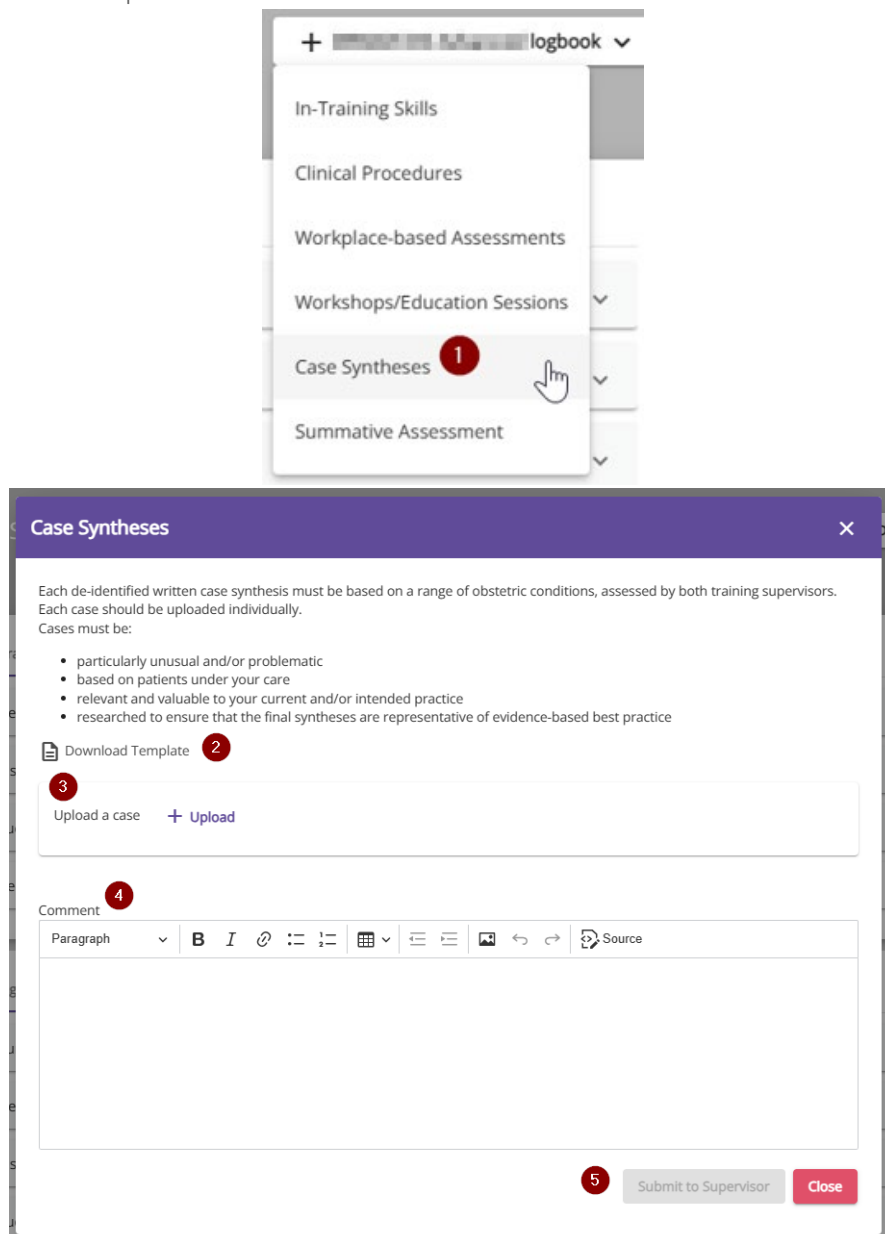 + logbook
In-Training Skills
Clinical Procedures
Workplace-based Assessments
Workshops/Education Sessions
Case Syntheses 1
Summative Assessment
Case Syntheses ×
Each de-identified written case synthesis must be based on a range of obstetric conditions, assessed by both training supervisors.
Each case should be uploaded individually.
Cases must be:
• particularly unusual and/or problematic
• based on patients under your care
• relevant and valuable to your current and/or intended practice
• researched to ensure that the final syntheses are representative of evidence-based best practice
Download Template 2
3
Upload a case + Upload
4
Comment
Paragraph B I Source
5 Submit to Supervisor Close